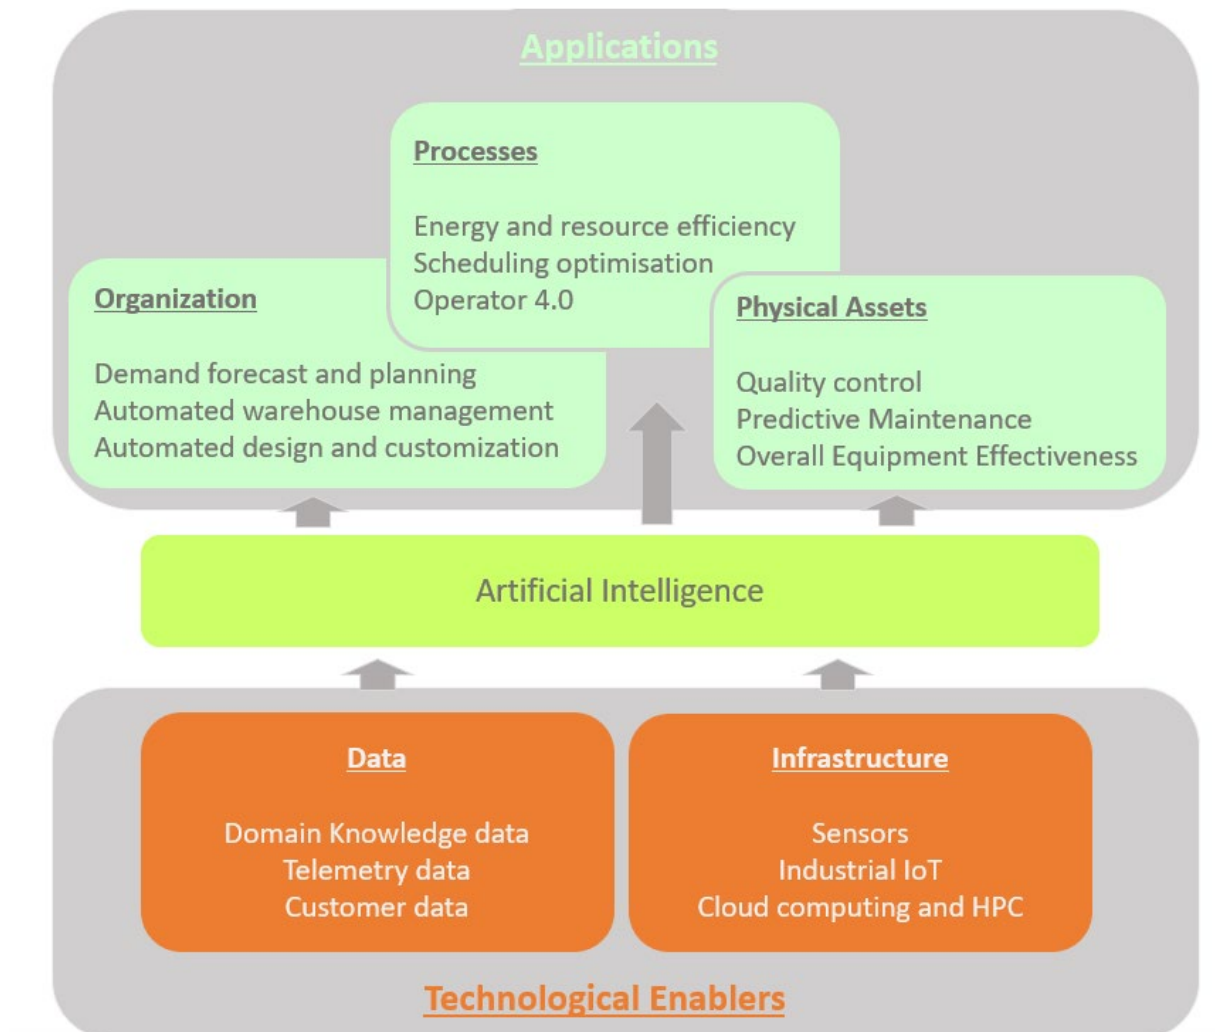 Applications
Processes
Energy and resource efficiency
Scheduling optimisation
Operator 4.0
Organization
Demand forecast and planning
Automated warehouse management
Automated design and customization
Physical Assets
Quality control
Predictive Maintenance
Overall Equipment Effectiveness
Artificial Intelligence
Data
Domain Knowledge data
Telemetry data
Customer data
Infrastructure
Sensors
Industrial IoT
Cloud computing and HPC
Technological Enablers